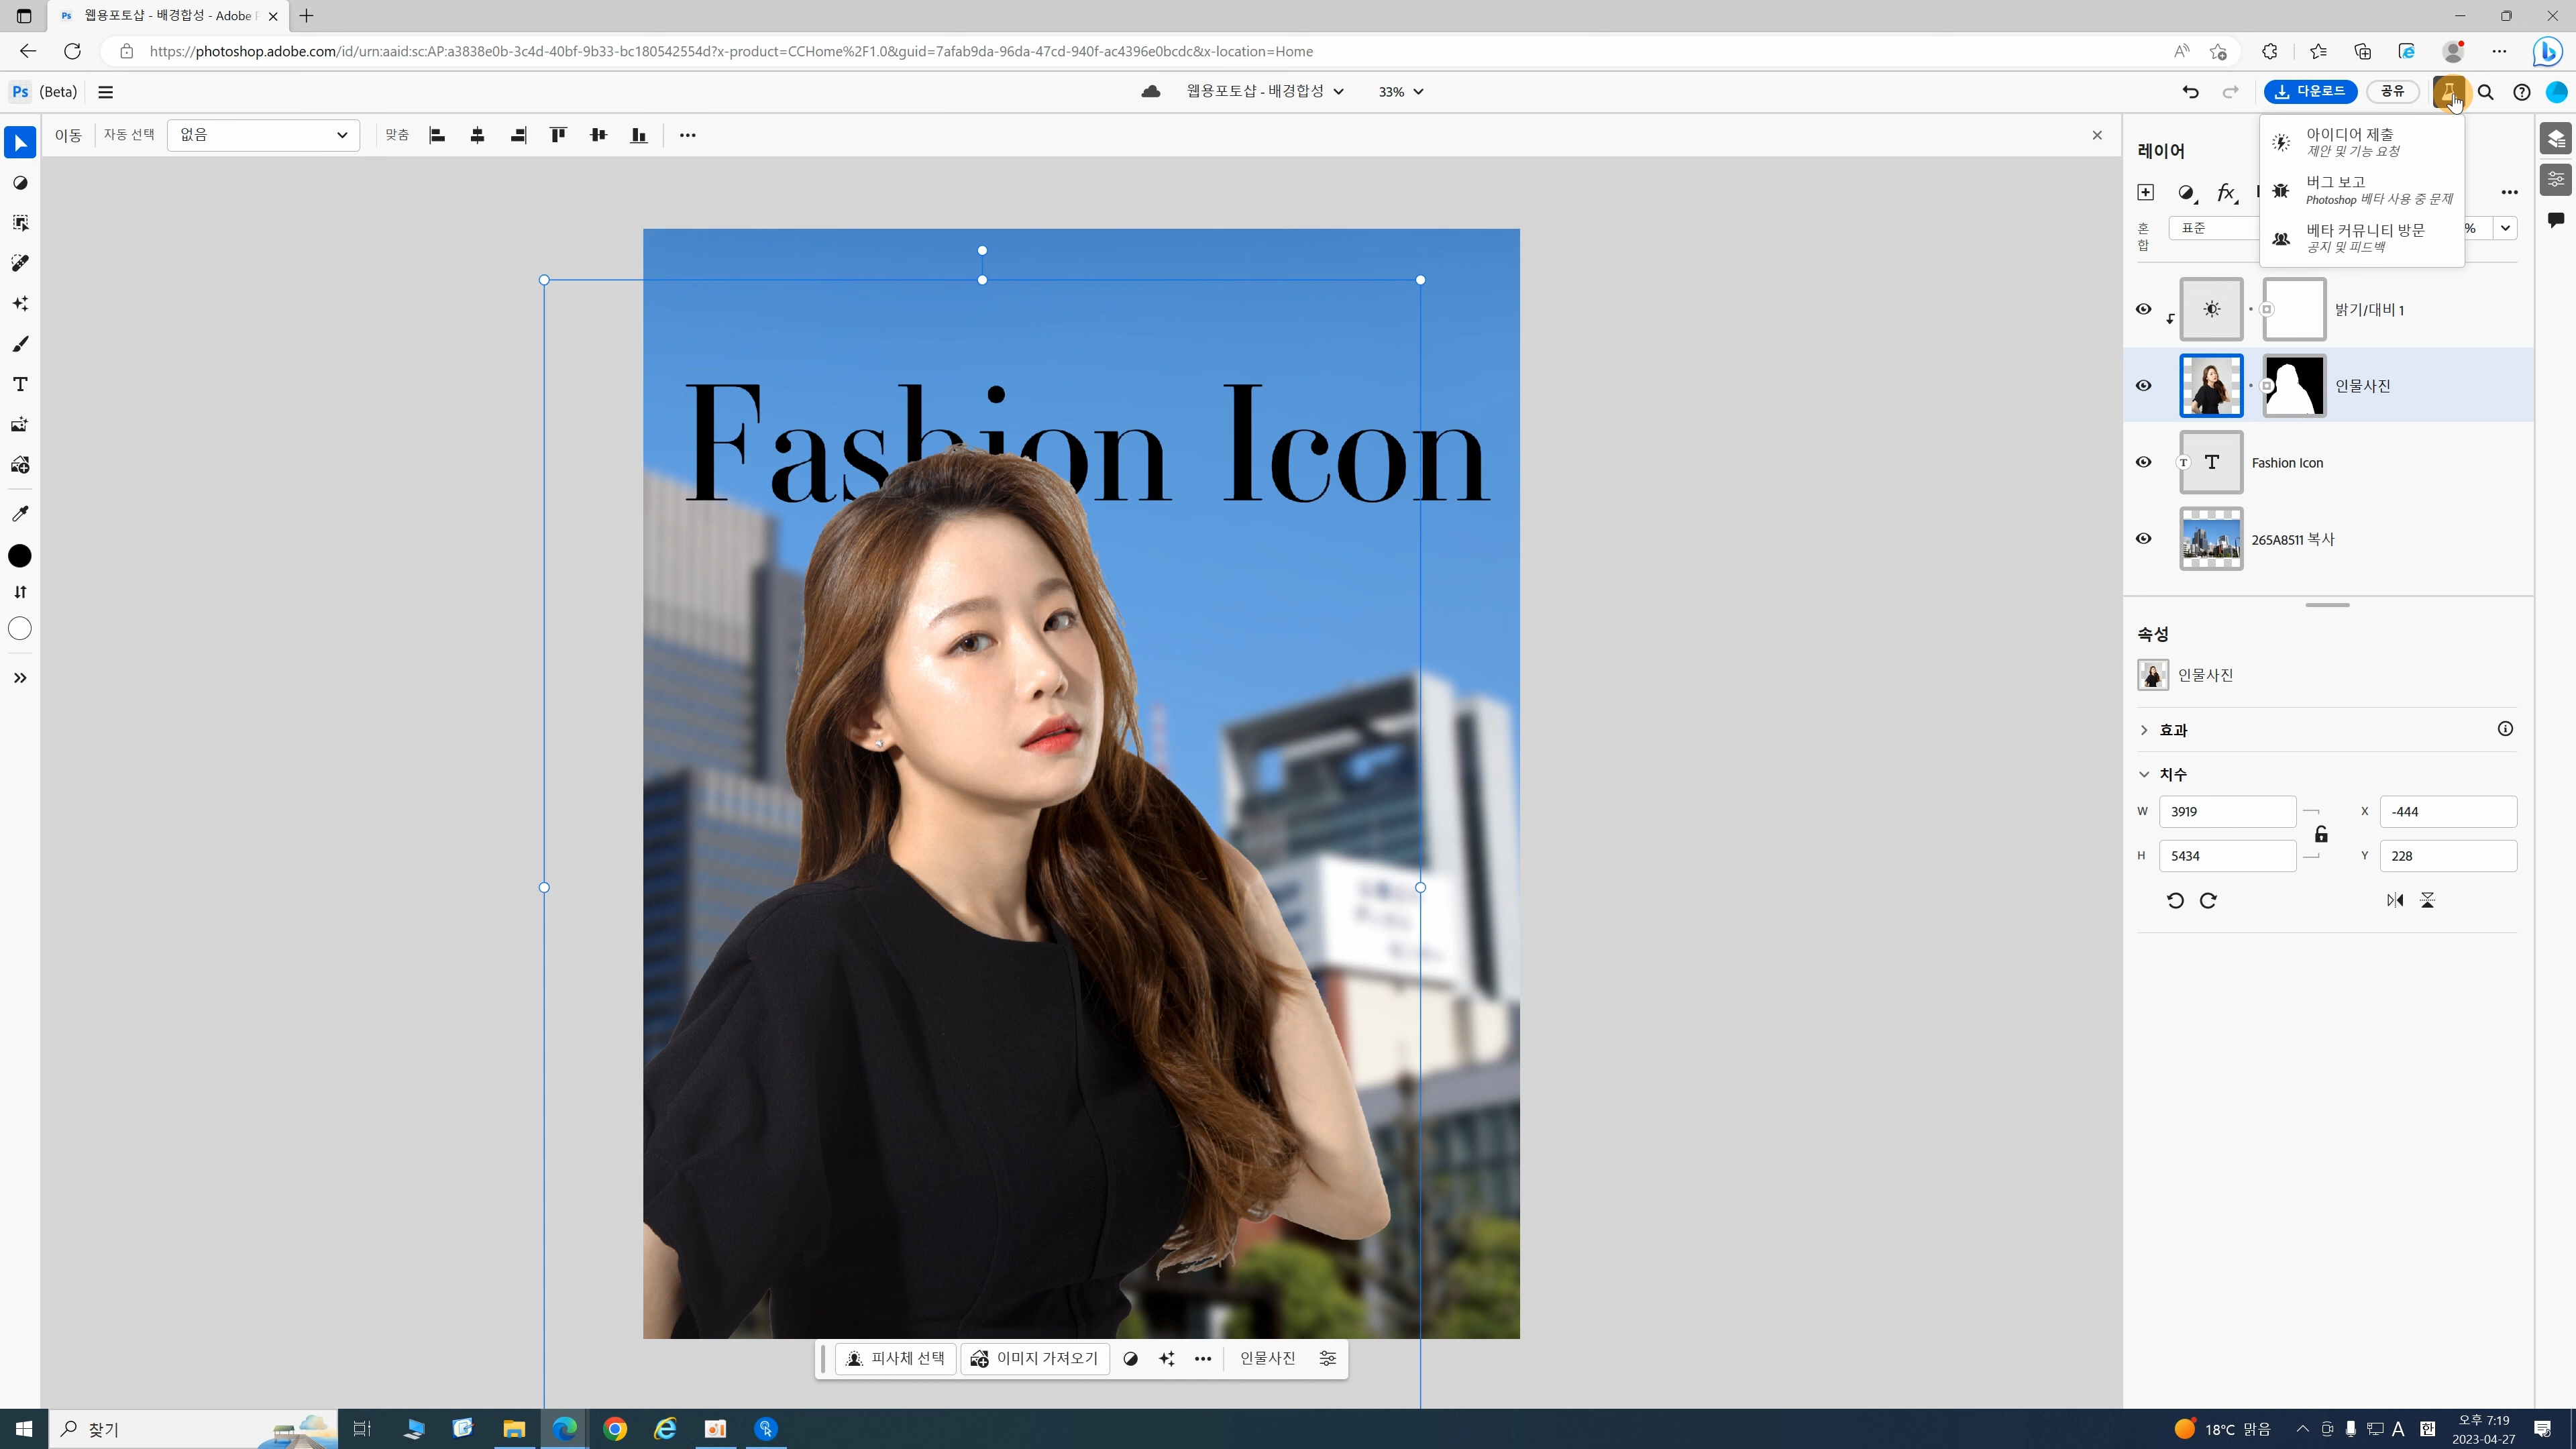 웹용포토샵 - 배경합성 - Adobe P
https://photoshop.adobe.com/id/urn:aaid:sc:AP:a3838e0b-3c4d-40bf-9b33-bc180542554d?x-product=CCHome%2F1.0&guid=7afab9da-96da-47cd-940f-ac4396e0bcdc&x-location=Home
Ps (Beta)
웹용포토샵 - 배경합성
33%
다운로드
공유
이동
자동 선택
없음
맞춤
아이디어 제출
제안 및 기능 요청
버그 보고
Photoshop 베타 사용 중 문제
베타 커뮤니티 방문
공지 및 피드백
레이어
fx
혼합
표준
%
밝기/대비 1
인물사진
T T Fashion Icon
265A8511 복사
Fashion Icon
속성
인물사진
효과
치수
W 3919
X -444
H 5434
Y 228
피사체 선택
이미지 가져오기
인물사진
찾기
18°C 맑음
A
한
오후 7:19
2023-04-27